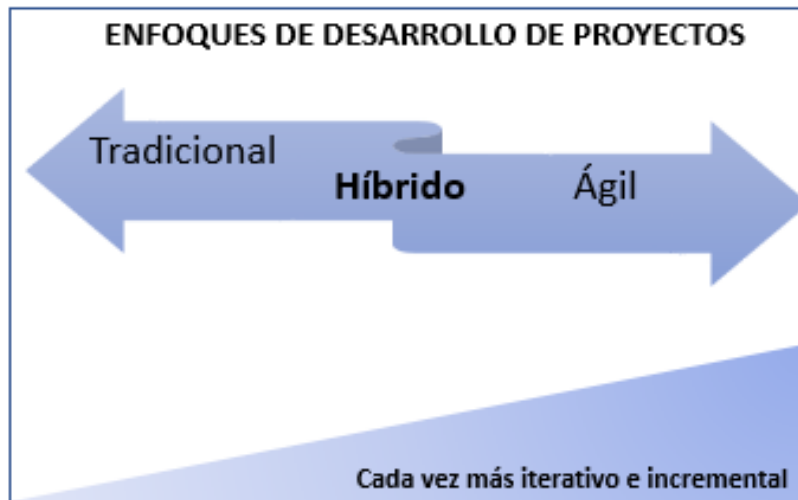 ENFOQUES DE DESARROLLO DE PROYECTOS
Tradicional
Híbrido
Ágil
Cada vez más iterativo e incremental